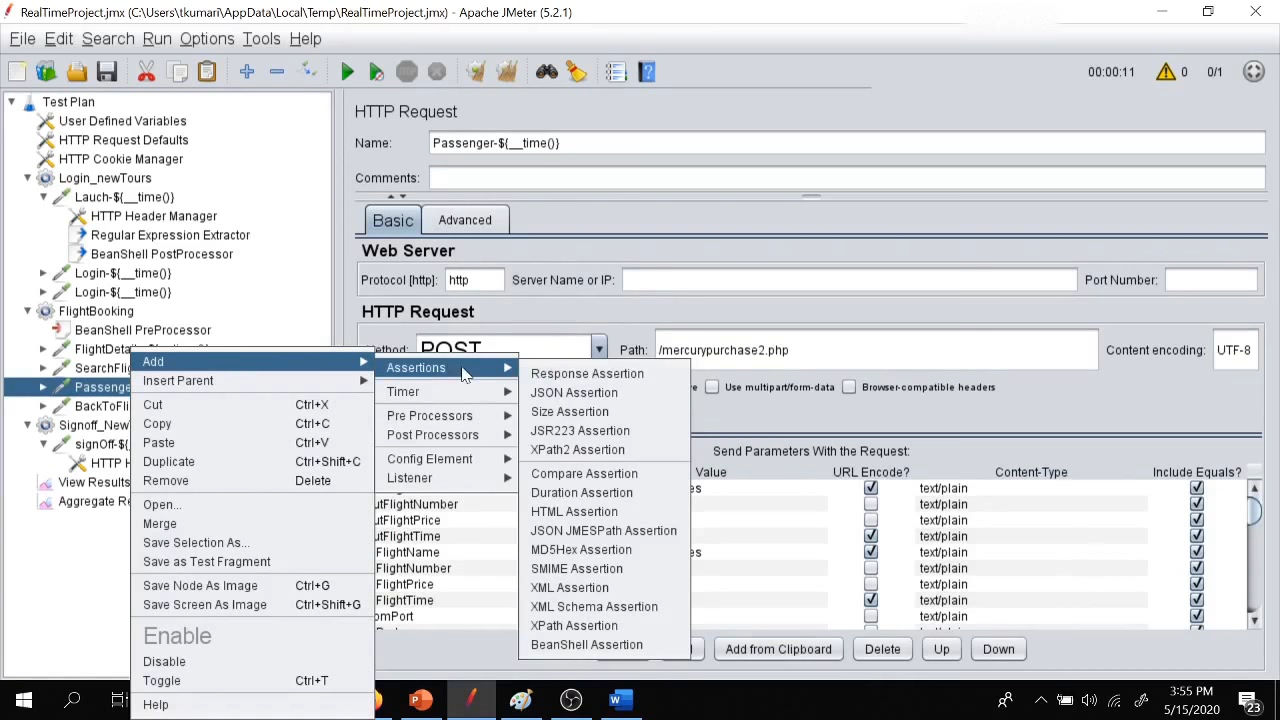 RealTimeProject.jmx (C:\Users\tkumari\AppData\Local\Temp\RealTimeProject.jmx) - Apache JMeter (5.2.1)
File Edit Search Run Options Tools Help
00:00:11 0 0/1
Test Plan
User Defined Variables
HTTP Request Defaults
HTTP Cookie Manager
Login_newTours
Lauch-${__time()}
HTTP Header Manager
Regular Expression Extractor
BeanShell PostProcessor
Login-${__time()}
Login-${__time()}
FlightBooking
BeanShell PreProcessor
FlightDeta
SearchFlig
Passenge
BackToFli
Signoff_New
signOff-${
HTTP H
View Results
Aggregate Re
HTTP Request
Name: Passenger-${__time()}
Comments:
Basic Advanced
Web Server
Protocol [http]: http Server Name or IP: Port Number:
HTTP Request
Method: POST Path: /mercurypurchase2.php Content encoding: UTF-8
Use multipart/form-data Browser-compatible headers
Send Parameters With the Request:
Value URL Encode? Content-Type Include Equals?
es text/plain
utFlightNumber text/plain
utFlightPrice text/plain
utFlightTime text/plain
FlightName es text/plain
FlightNumber text/plain
FlightPrice text/plain
FlightTime text/plain
omPort text/plain
Add from Clipboard Delete Up Down
Add
Insert Parent
Cut Ctrl+X
Copy Ctrl+C
Paste Ctrl+V
Duplicate Ctrl+Shift+C
Remove Delete
Open...
Merge
Save Selection As...
Save as Test Fragment
Save Node As Image Ctrl+G
Save Screen As Image Ctrl+Shift+G
Enable
Disable
Toggle Ctrl+T
Help
Assertions
Timer
Pre Processors
Post Processors
Config Element
Listener
Response Assertion
JSON Assertion
Size Assertion
JSR223 Assertion
XPath2 Assertion
Compare Assertion
Duration Assertion
HTML Assertion
JSON JMESPath Assertion
MD5Hex Assertion
SMIME Assertion
XML Assertion
XML Schema Assertion
XPath Assertion
BeanShell Assertion
3:55 PM
5/15/2020
23